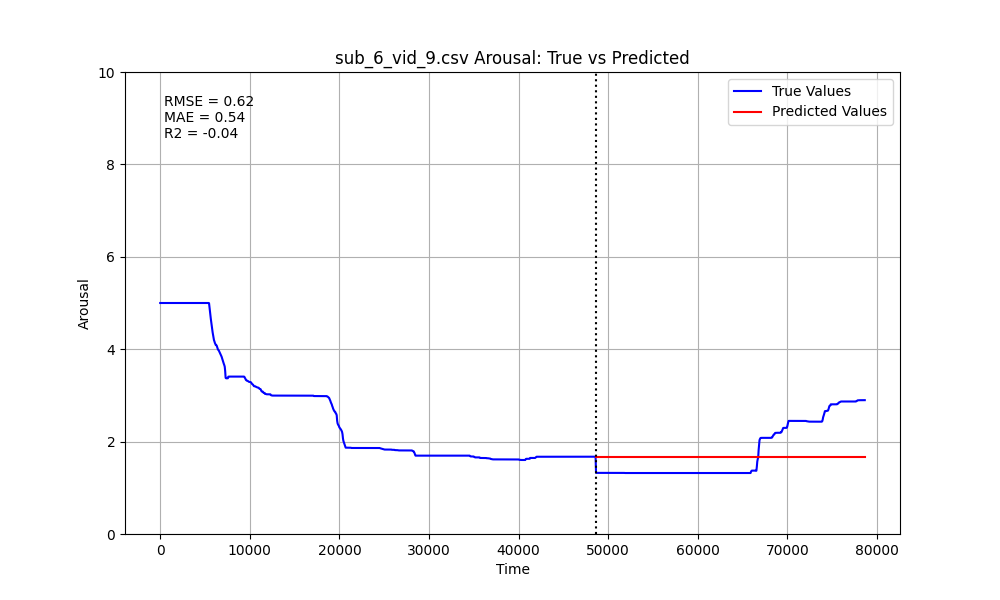 sub_6_vid_9.csv Arousal: True vs Predicted
RMSE = 0.62
MAE = 0.54
R2 = -0.04
True Values
Predicted Values
Arousal
10
8
6
4
2
0
0 10000 20000 30000 40000 50000 60000 70000 80000
Time